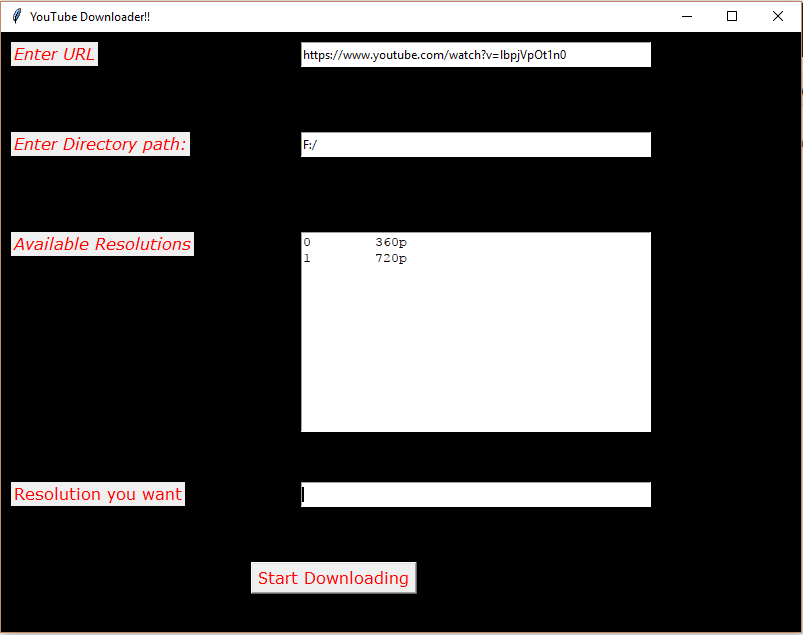 YouTube Downloader!!
Enter URL
https://www.youtube.com/watch?v=lbpjVpOt1n0
Enter Directory path:
F:/
Available Resolutions
0 360p
1 720p
Resolution you want
Start Downloading